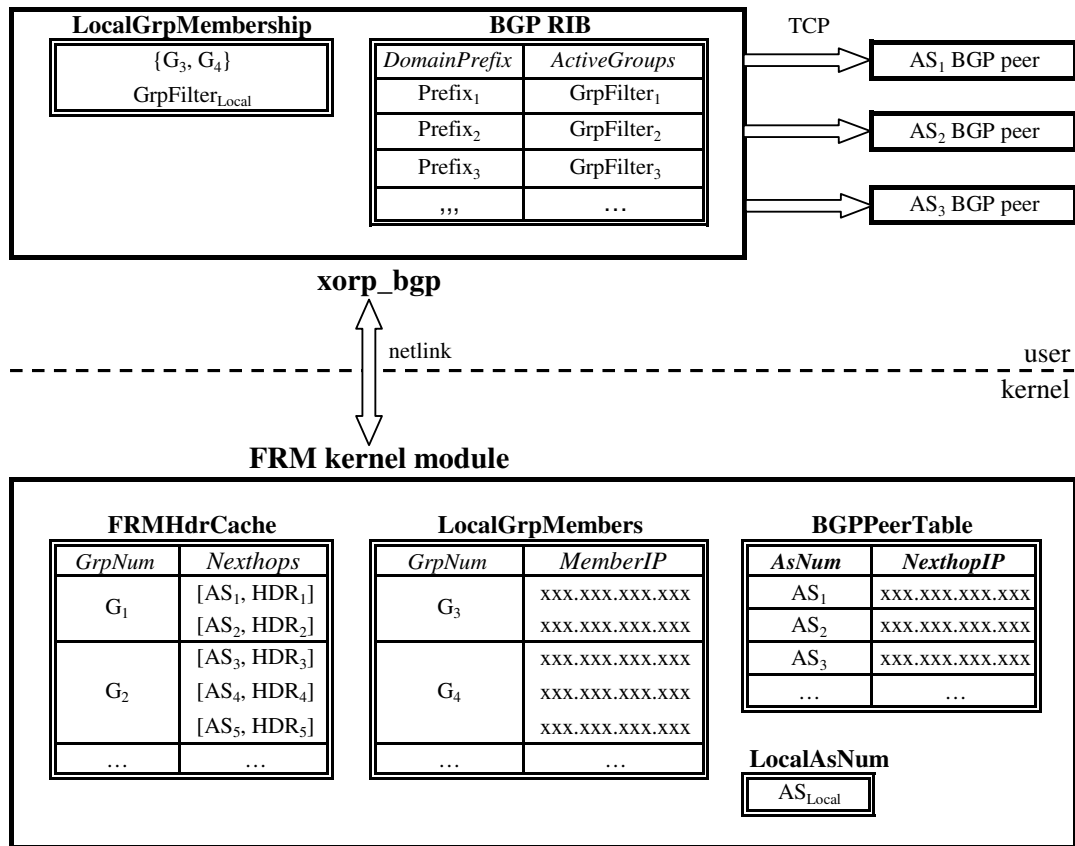 LocalGrpMembership
{G3, G4}
GrpFilterLocal
BGP RIB
DomainPrefix ActiveGroups
Prefix1 GrpFilter1
Prefix2 GrpFilter2
Prefix3 GrpFilter3
,,, …
TCP
AS1 BGP peer
AS2 BGP peer
AS3 BGP peer
xorp_bgp
netlink
user
kernel
FRM kernel module
FRMHdrCache
GrpNum Nexthops
G1
[AS1, HDR1]
[AS2, HDR2]
G2
[AS3, HDR3]
[AS4, HDR4]
[AS5, HDR5]
… …
LocalGrpMembers
GrpNum MemberIP
G3
xxx.xxx.xxx.xxx
xxx.xxx.xxx.xxx
G4
xxx.xxx.xxx.xxx
xxx.xxx.xxx.xxx
xxx.xxx.xxx.xxx
… …
BGPPeerTable
AsNum NexthopIP
AS1 xxx.xxx.xxx.xxx
AS2 xxx.xxx.xxx.xxx
AS3 xxx.xxx.xxx.xxx
… …
LocalAsNum
ASLocal